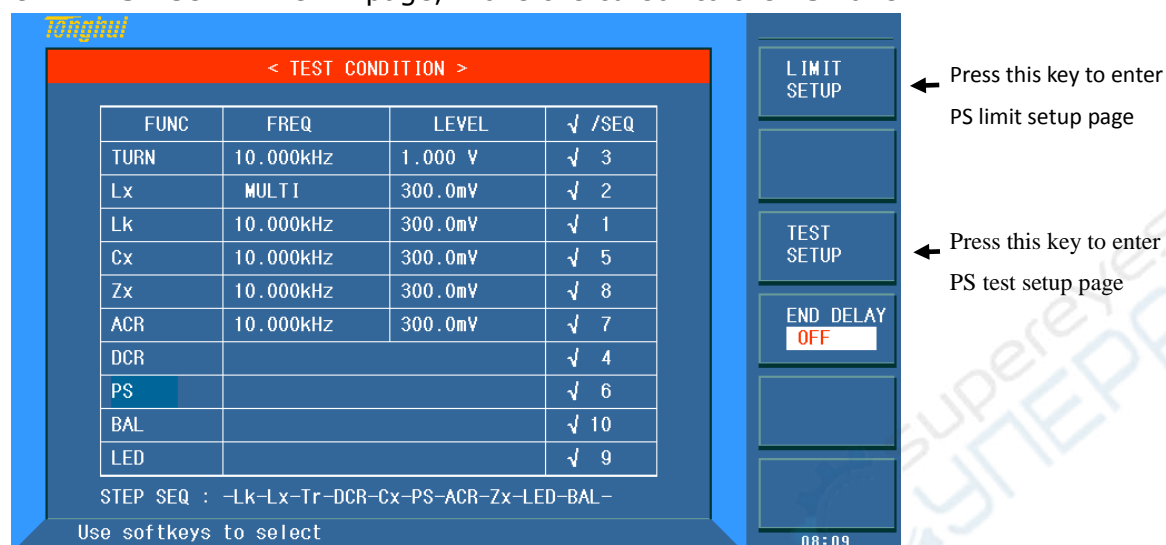 Tonghui
< TEST CONDITION >
FUNC FREQ LEVEL √ /SEQ
TURN 10.000kHz 1.000 V √ 3
Lx MULTI 300.0mV √ 2
Lk 10.000kHz 300.0mV √ 1
Cx 10.000kHz 300.0mV √ 5
Zx 10.000kHz 300.0mV √ 8
ACR 10.000kHz 300.0mV √ 7
DCR √ 4
PS √ 6
BAL √ 10
LED √ 9
STEP SEQ : -Lk-Lx-Tr-DCR-Cx-PS-ACR-Zx-LED-BAL-
Use softkeys to select
LIMIT
SETUP
TEST
SETUP
END DELAY
OFF
08:09
Press this key to enter
PS limit setup page
Press this key to enter
PS test setup page